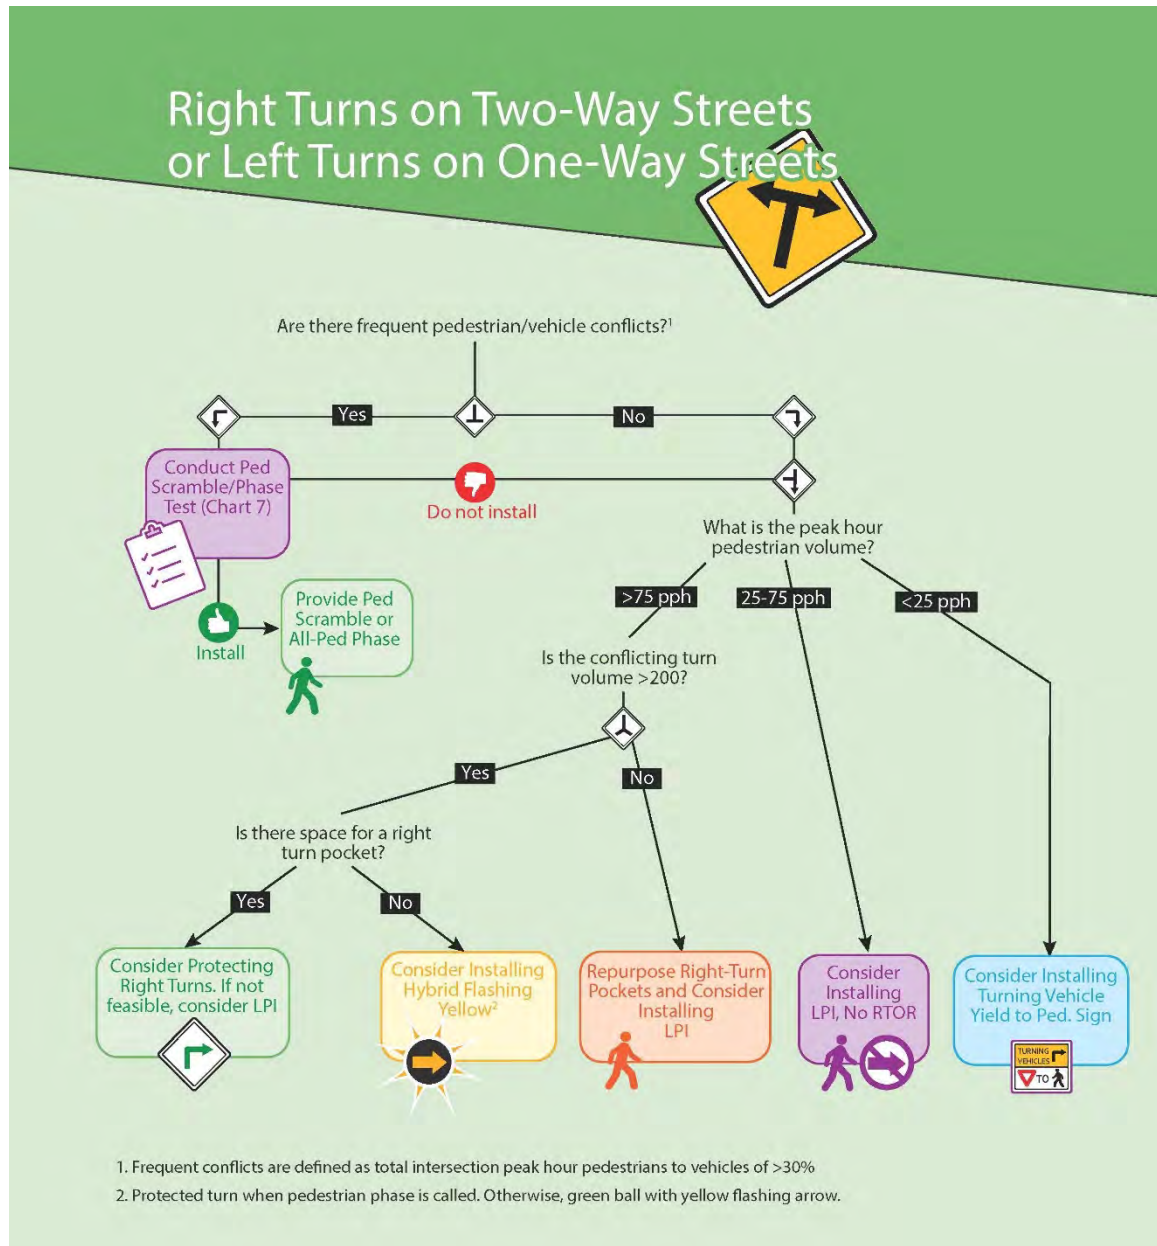 Right Turns on Two-Way Streets
or Left Turns on One-Way Streets
Are there frequent pedestrian/vehicle conflicts?1
Yes
No
Conduct Ped
Scramble/Phase
Test (Chart 7)
Do not install
What is the peak hour
pedestrian volume?
Install
Provide Ped
Scramble or
All-Ped Phase
>75 pph
25-75 pph
<25 pph
Is the conflicting turn
volume >200?
Yes
No
Is there space for a right
turn pocket?
Yes
No
Consider Protecting
Right Turns. If not
feasible, consider LPI
Consider Installing
Hybrid Flashing
Yellow2
Repurpose Right-Turn
Pockets and Consider
Installing
LPI
Consider
Installing
LPI, No RTOR
Consider Installing
Turning Vehicle
Yield to Ped. Sign
TURNING
VEHICLES
TO
1. Frequent conflicts are defined as total intersection peak hour pedestrians to vehicles of >30%
2. Protected turn when pedestrian phase is called. Otherwise, green ball with yellow flashing arrow.